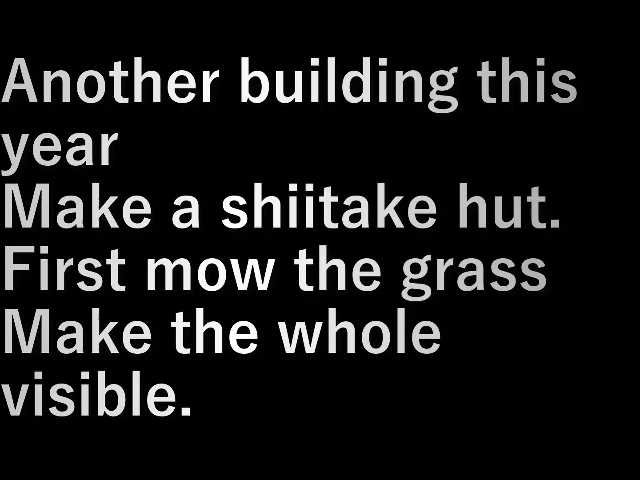 Another building this
year
Make a shiitake hut.
First mow the grass
Make the whole
visible.